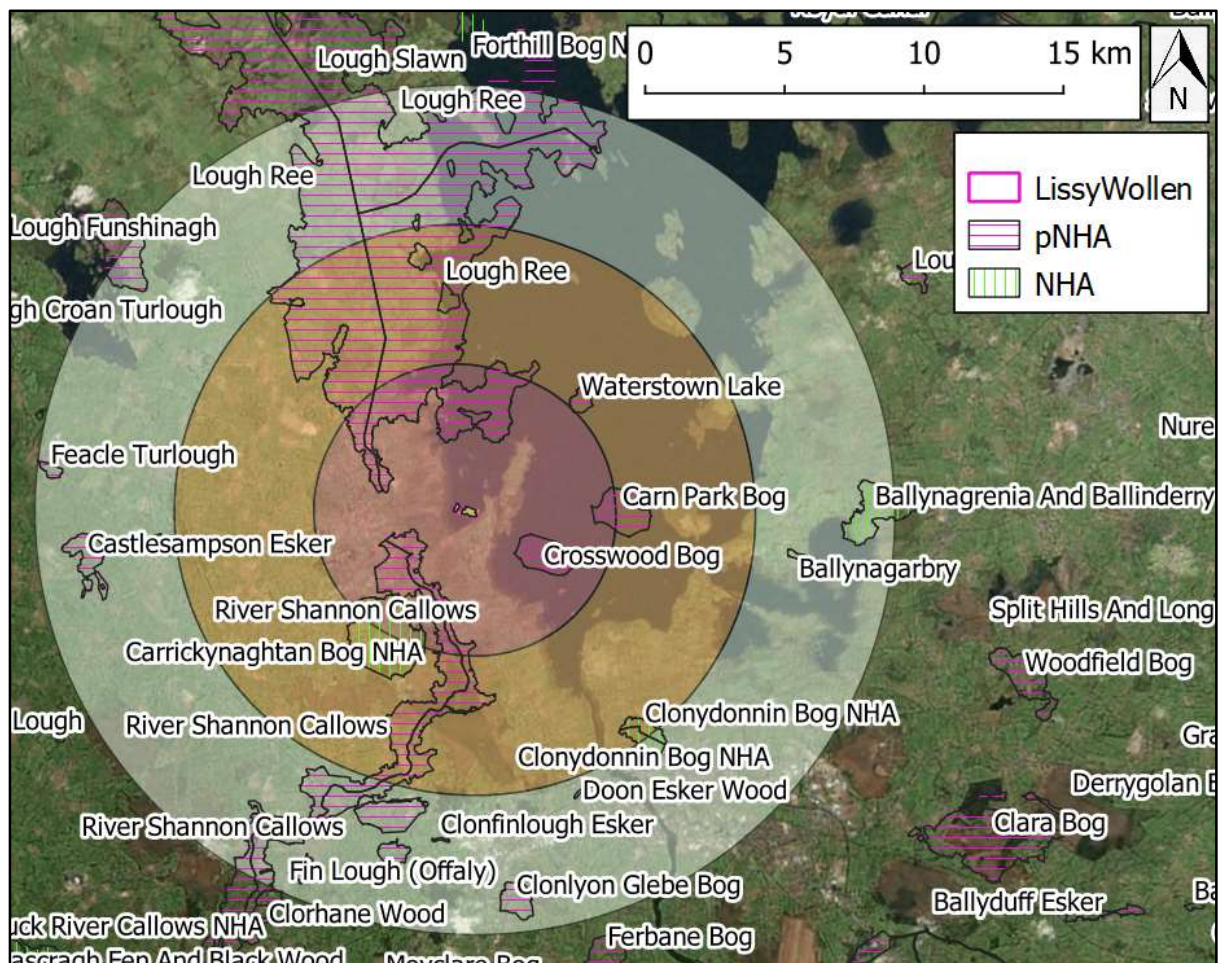 Lough Slawn
Forthill Bog N
0 5 10 15 km
N
Lough Ree
Lough Ree
LissyWollen
pNHA
NHA
Lough Funshinagh
Lough Ree
Lou
gh Croan Turlough
Waterstown Lake
Nure
Feacle Turlough
Carn Park Bog
Ballynagrenia And Ballinderry
Castlesampson Esker
Crosswood Bog
Ballynagarbry
River Shannon Callows
Split Hills And Long
Carrickynaghtan Bog NHA
Woodfield Bog
Lough
River Shannon Callows
Clonydonnin Bog NHA
Gra
Clonydonnin Bog NHA
Doon Esker Wood
Derrygolan E
River Shannon Callows
Clonfinlough Esker
Clara Bog
Fin Lough (Offaly)
Clonlyon Glebe Bog
Ballyduff Esker
Ba
Clorhane Wood
uck River Callows NHA
Ferbane Bog